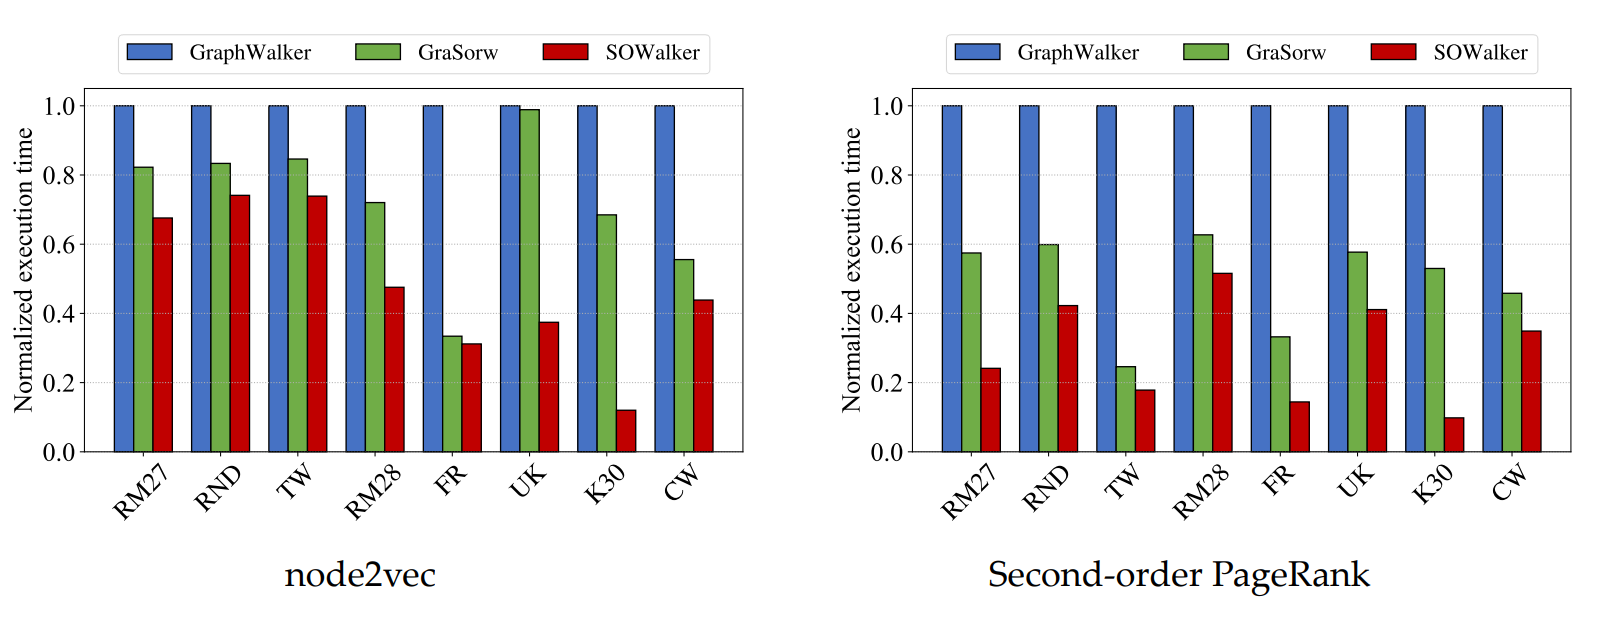 GraphWalker GraSorw SOWalker
Normalized execution time
1.0
0.8
0.6
0.4
0.2
0.0
RM27 RND TW RM28 FR UK K30 CW
node2vec
GraphWalker GraSorw SOWalker
Normalized execution time
1.0
0.8
0.6
0.4
0.2
0.0
RM27 RND TW RM28 FR UK K30 CW
Second-order PageRank